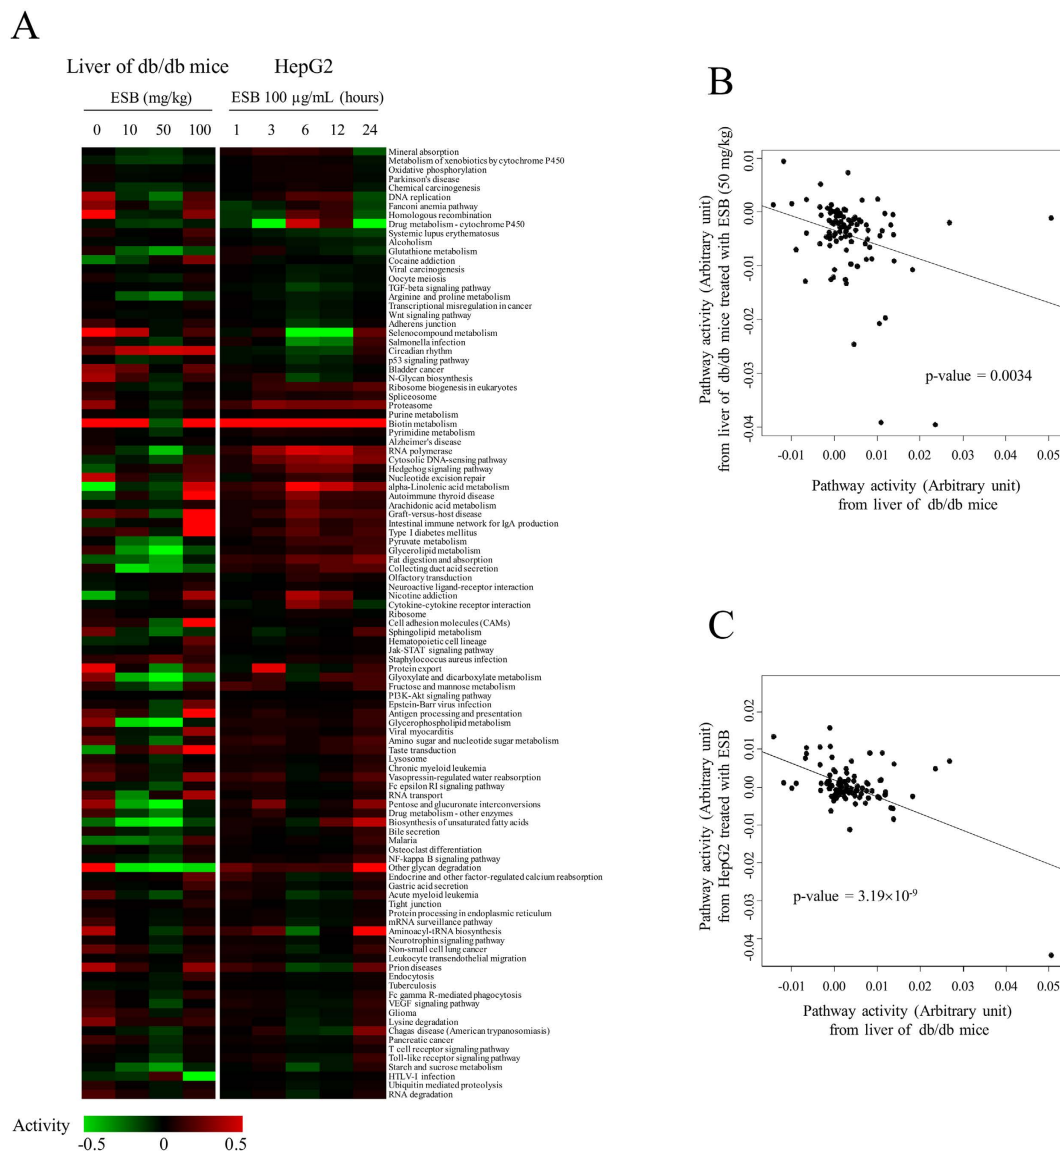 A
Liver of db/db mice
HepG2
ESB (mg/kg)
ESB 100 µg/mL (hours)
0 10 50 100
1 3 6 12 24
Mineral absorption
Metabolism of xenobiotics by cytochrome P450
Oxidative phosphorylation
Parkinson's disease
Chemical carcinogenesis
DNA replication
Fanconi anemia pathway
Homologous recombination
Drug metabolism - cytochrome P450
Systemic lupus erythematosus
Alcoholism
Glutathione metabolism
Cocaine addiction
Viral carcinogenesis
Oocyte meiosis
TGF-beta signaling pathway
Arginine and proline metabolism
Transcriptional misregulation in cancer
Wnt signaling pathway
Adherens junction
Selenocompound metabolism
Salmonella infection
Circadian rhythm
p53 signaling pathway
Bladder cancer
N-Glycan biosynthesis
Ribosome biogenesis in eukaryotes
Spliceosome
Proteasome
Purine metabolism
Biotin metabolism
Pyrimidine metabolism
Alzheimer's disease
RNA polymerase
Cytosolic DNA-sensing pathway
Hedgehog signaling pathway
Nucleotide excision repair
alpha-Linolenic acid metabolism
Autoimmune thyroid disease
Arachidonic acid metabolism
Graft-versus-host disease
Intestinal immune network for IgA production
Type I diabetes mellitus
Pyruvate metabolism
Glycerolipid metabolism
Fat digestion and absorption
Collecting duct acid secretion
Olfactory transduction
Neuroactive ligand-receptor interaction
Nicotine addiction
Cytokine-cytokine receptor interaction
Ribosome
Cell adhesion molecules (CAMs)
Sphingolipid metabolism
Hematopoietic cell lineage
Jak-STAT signaling pathway
Staphylococcus aureus infection
Protein export
Glyoxylate and dicarboxylate metabolism
Fructose and mannose metabolism
PI3K-Akt signaling pathway
Epstein-Barr virus infection
Antigen processing and presentation
Glycerophospholipid metabolism
Viral myocarditis
Amino sugar and nucleotide sugar metabolism
Taste transduction
Lysosome
Chronic myeloid leukemia
Vasopressin-regulated water reabsorption
Fc epsilon RI signaling pathway
RNA transport
Pentose and glucuronate interconversions
Drug metabolism - other enzymes
Biosynthesis of unsaturated fatty acids
Bile secretion
Malaria
Osteoclast differentiation
NF-kappa B signaling pathway
Other glycan degradation
Endocrine and other factor-regulated calcium reabsorption
Gastric acid secretion
Acute myeloid leukemia
Tight junction
Protein processing in endoplasmic reticulum
mRNA surveillance pathway
Aminoacyl-tRNA biosynthesis
Neurotrophin signaling pathway
Non-small cell lung cancer
Leukocyte transendothelial migration
Prion diseases
Endocytosis
Tuberculosis
Fc gamma R-mediated phagocytosis
VEGF signaling pathway
Glioma
Lysine degradation
Chagas disease (American trypanosomiasis)
Pancreatic cancer
T cell receptor signaling pathway
Toll-like receptor signaling pathway
Starch and sucrose metabolism
HTLV-I infection
Ubiquitin mediated proteolysis
RNA degradation
Activity
-0.5 0 0.5
B
Pathway activity (Arbitrary unit)
from liver of db/db mice treated with ESB (50 mg/kg)
0.01
0.00
-0.01
-0.02
-0.03
-0.04
p-value = 0.0034
-0.01 0.00 0.01 0.02 0.03 0.04 0.05
Pathway activity (Arbitrary unit)
from liver of db/db mice
C
Pathway activity (Arbitrary unit)
from HepG2 treated with ESB
0.02
0.01
0.00
-0.01
-0.02
-0.03
-0.04
p-value = 3.19×10⁻⁹
-0.01 0.00 0.01 0.02 0.03 0.04 0.05
Pathway activity (Arbitrary unit)
from liver of db/db mice